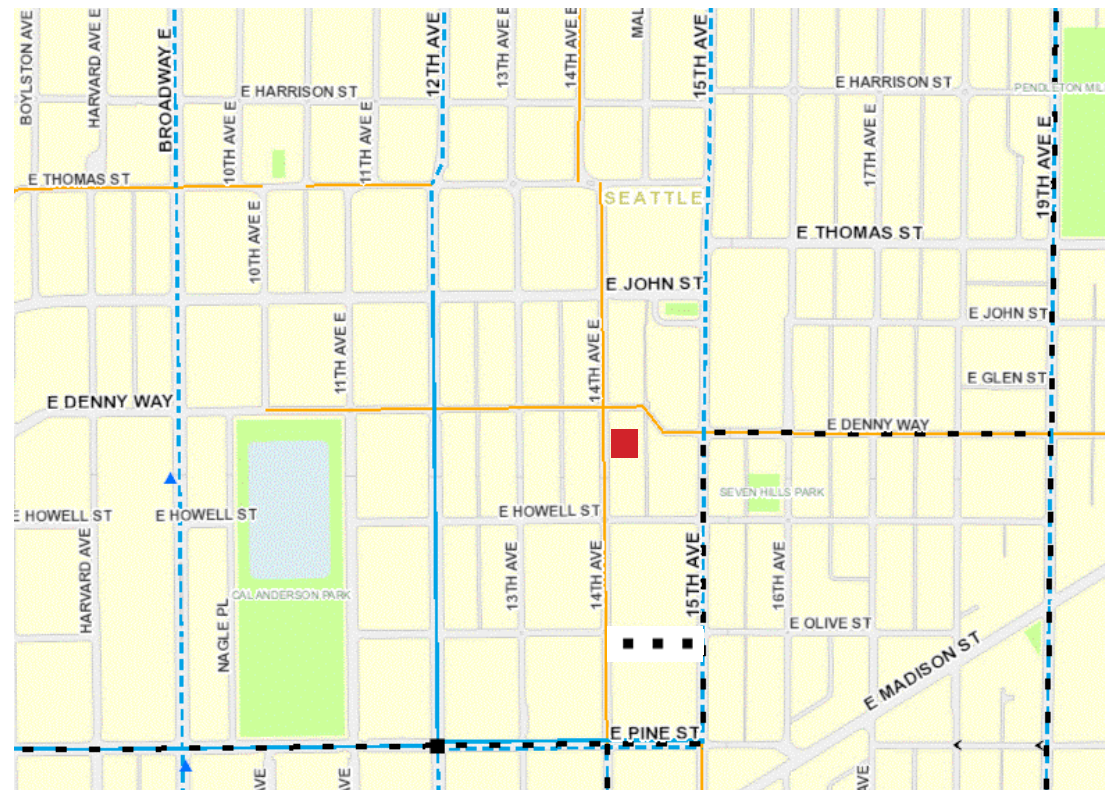 BOYLSTON AVE
HARVARD AVE E
BROADWAY E
12TH AVE
13TH AVE E
14TH AVE E
MAL
15TH AVE
E HARRISON ST
E HARRISON ST
PENDLETON MIL
10TH AVE E
11TH AVE E
17TH AVE E
19TH AVE E
E THOMAS ST
SEATTLE
10TH AVE E
E THOMAS ST
E JOHN ST
E JOHN ST
11TH AVE E
14TH AVE E
E GLEN ST
E DENNY WAY
E DENNY WAY
SEVEN HILLS PARK
E HOWELL ST
E HOWELL ST
E HOWELL ST
HARVARD AVE
13TH AVE
14TH AVE
15TH AVE
16TH AVE
CAL ANDERSON PARK
NAGLE PL
E OLIVE ST
E MADISON ST
E PINE ST
AVE
AVE
AVE